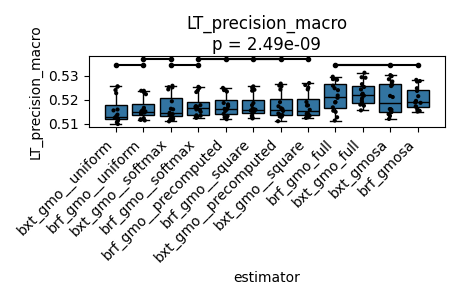 LT_precision_macro
p = 2.49e-09
LT_precision_macro
0.53
0.52
0.51
bxt_gmo__uniform
brf_gmo__uniform
bxt_gmo__softmax
brf_gmo__softmax
brf_gmo__precomputed
brf_gmo__square
bxt_gmo__precomputed
bxt_gmo__square
brf_gmo_full
bxt_gmo_full
bxt_gmosa
brf_gmosa
estimator